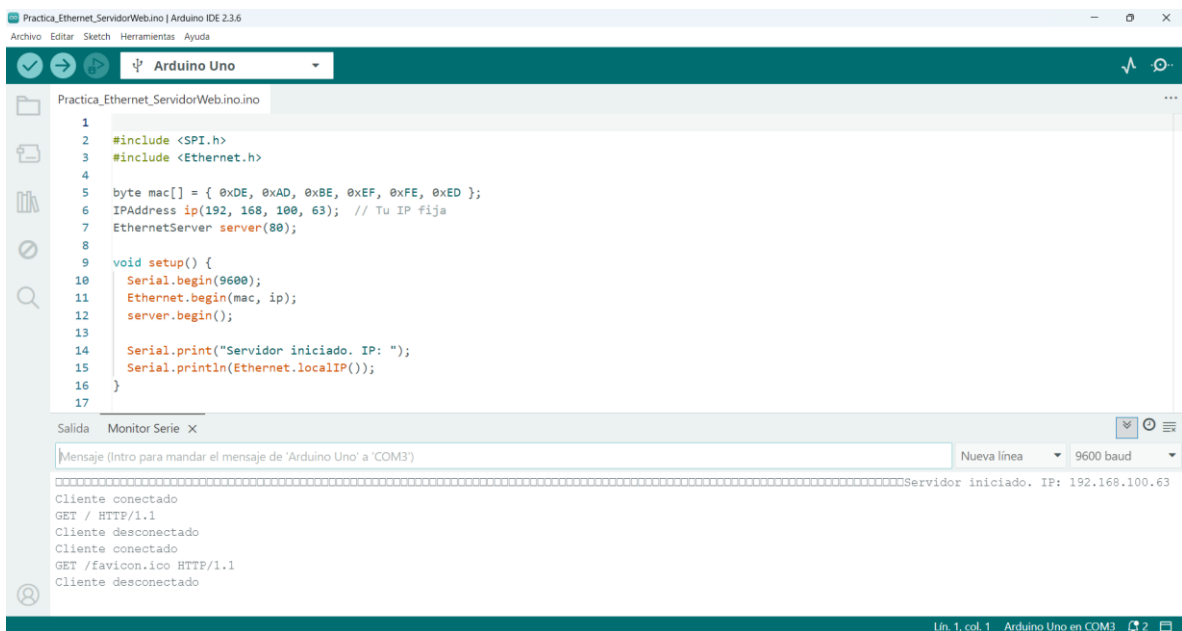 Practica_Ethernet_ServidorWeb.ino | Arduino IDE 2.3.6
Archivo Editar Sketch Herramientas Ayuda
Arduino Uno
Practica_Ethernet_ServidorWeb.ino.ino
1
2 #include <SPI.h>
3 #include <Ethernet.h>
4
5 byte mac[] = { 0xDE, 0xAD, 0xBE, 0xEF, 0xFE, 0xED };
6 IPAddress ip(192, 168, 100, 63);  // Tu IP fija
7 EthernetServer server(80);
8
9 void setup() {
10   Serial.begin(9600);
11   Ethernet.begin(mac, ip);
12   server.begin();
13
14   Serial.print("Servidor iniciado. IP: ");
15   Serial.println(Ethernet.localIP());
16 }
17
Salida Monitor Serie
Mensaje (Intro para mandar el mensaje de 'Arduino Uno' a 'COM3') Nueva línea 9600 baud
Servidor iniciado. IP: 192.168.100.63
Cliente conectado
GET / HTTP/1.1
Cliente desconectado
Cliente conectado
GET /favicon.ico HTTP/1.1
Cliente desconectado
Lín. 1, col. 1 Arduino Uno en COM3 2